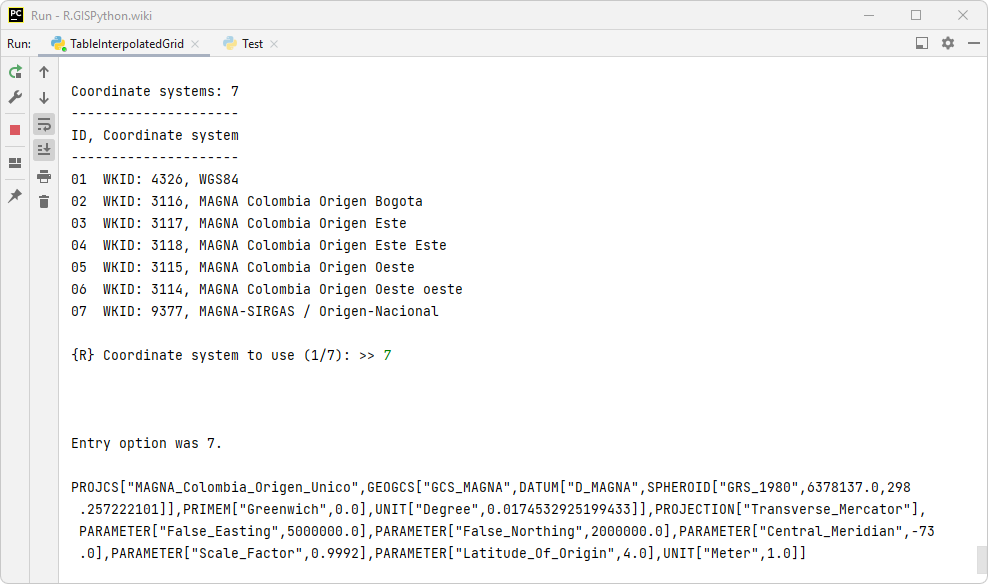 PC
Run - R.GISPython.wiki
Run:
TableInterpolatedGrid
Test
Coordinate systems: 7
---------------------
ID, Coordinate system
---------------------
01  WKID: 4326, WGS84
02  WKID: 3116, MAGNA Colombia Origen Bogota
03  WKID: 3117, MAGNA Colombia Origen Este
04  WKID: 3118, MAGNA Colombia Origen Este Este
05  WKID: 3115, MAGNA Colombia Origen Oeste
06  WKID: 3114, MAGNA Colombia Origen Oeste oeste
07  WKID: 9377, MAGNA-SIRGAS / Origen-Nacional
{R} Coordinate system to use (1/7): >> 7
Entry option was 7.
PROJCS["MAGNA_Colombia_Origen_Unico",GEOGCS["GCS_MAGNA",DATUM["D_MAGNA",SPHEROID["GRS_1980",6378137.0,298
.257222101]],PRIMEM["Greenwich",0.0],UNIT["Degree",0.0174532925199433]],PROJECTION["Transverse_Mercator"],
PARAMETER["False_Easting",5000000.0],PARAMETER["False_Northing",2000000.0],PARAMETER["Central_Meridian",-73
.0],PARAMETER["Scale_Factor",0.9992],PARAMETER["Latitude_Of_Origin",4.0],UNIT["Meter",1.0]]